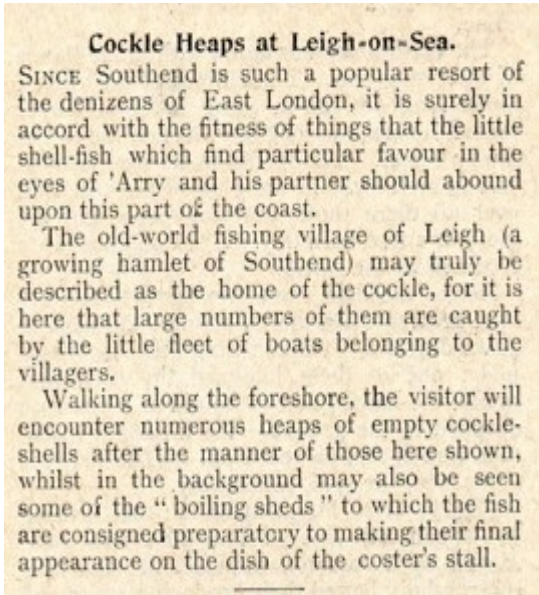 Cockle Heaps at Leigh-on-Sea.
SINCE Southend is such a popular resort of
the denizens of East London, it is surely in
accord with the fitness of things that the little
shell-fish which find particular favour in the
eyes of 'Arry and his partner should abound
upon this part of the coast.
The old-world fishing village of Leigh (a
growing hamlet of Southend) may truly be
described as the home of the cockle, for it is
here that large numbers of them are caught
by the little fleet of boats belonging to the
villagers.
Walking along the foreshore, the visitor will
encounter numerous heaps of empty cockle-
shells after the manner of those here shown,
whilst in the background may also be seen
some of the " boiling sheds " to which the fish
are consigned preparatory to making their final
appearance on the dish of the coster's stall.